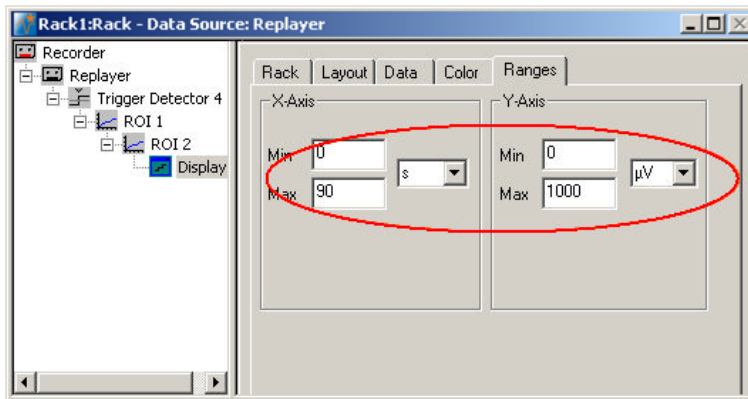 Rack1:Rack - Data Source: Replayer
Recorder
Replayer
Trigger Detector 4
ROI 1
ROI 2
Display
Rack Layout Data Color Ranges
X-Axis
Min 0
Max 90
s
Y-Axis
Min 0
Max 1000
µV